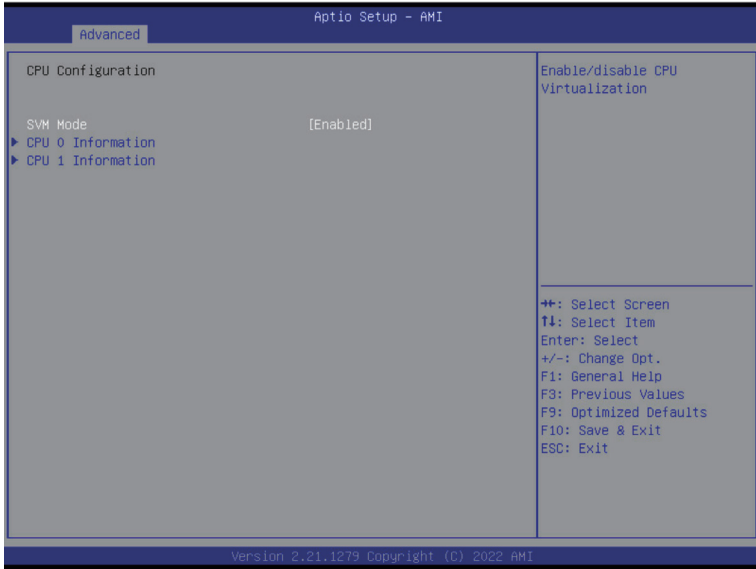 Aptio Setup - AMI
Advanced
CPU Configuration
SVM Mode [Enabled]
CPU 0 Information
CPU 1 Information
Enable/disable CPU
Virtualization
→←: Select Screen
↑↓: Select Item
Enter: Select
+/-: Change Opt.
F1: General Help
F3: Previous Values
F9: Optimized Defaults
F10: Save & Exit
ESC: Exit
Version 2.21.1279 Copyright (C) 2022 AMI